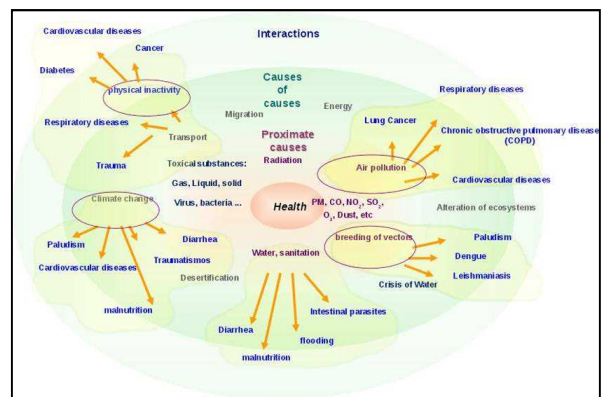 Interactions
Cardiovascular diseases
Cancer
Diabetes
physical inactivity
Respiratory diseases
Transport
Trauma
Causes
of
causes
Migration
Energy
Proximate
causes
Radiation
Toxical substances:
Gas, Liquid, solid
Virus, bacteria ...
Health
PM, CO, NO2, SO2,
O3, Dust, etc
Respiratory diseases
Lung Cancer
Chronic obstructive pulmonary disease
(COPD)
Air pollution
Cardiovascular diseases
Alteration of ecosystems
Climate change
Paludism
Diarrhea
Cardiovascular diseases
Traumatismos
malnutrition
Desertification
Water, sanitation
Diarrhea
malnutrition
flooding
Intestinal parasites
breeding of vectors
Paludism
Dengue
Leishmaniasis
Crisis of Water